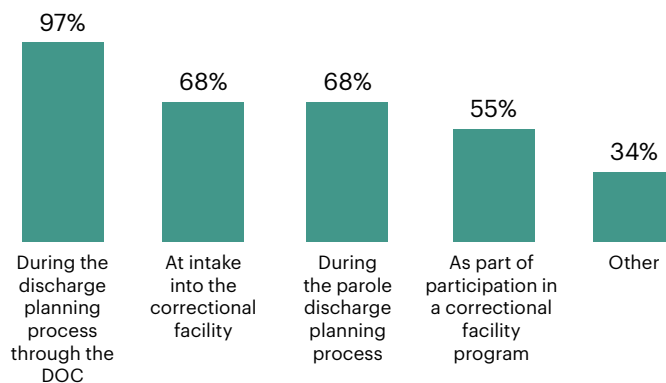 97%
68%
68%
55%
34%
During the
discharge
planning
process
through the
DOC
At intake
into the
correctional
facility
During
the parole
discharge
planning
process
As part of
participation in
a correctional
facility
program
Other